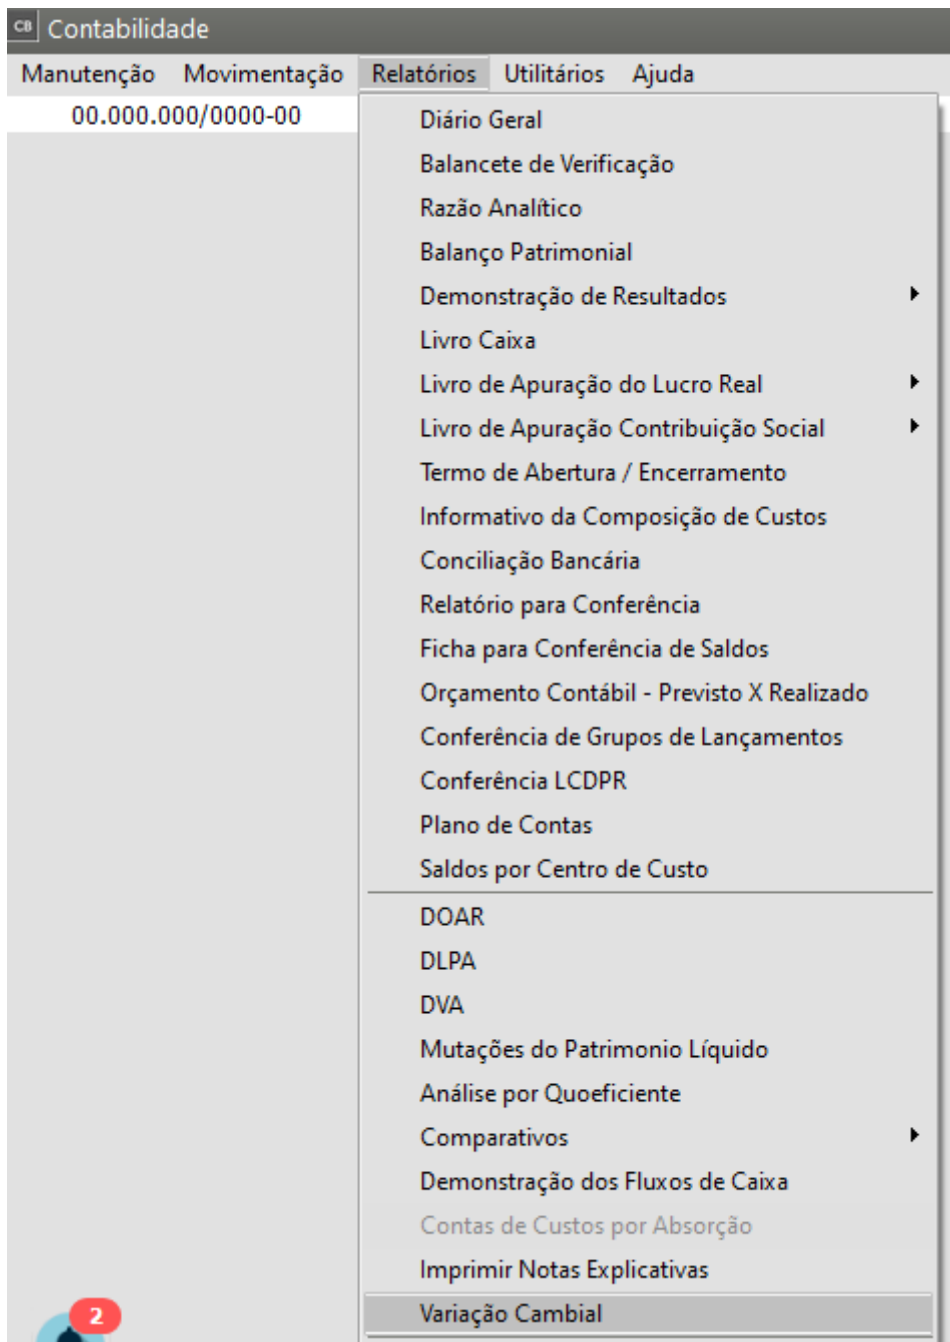 CB Contabilidade
Manutenção Movimentação Relatórios Utilitários Ajuda
00.000.000/0000-00
Diário Geral
Balancete de Verificação
Razão Analítico
Balanço Patrimonial
Demonstração de Resultados
Livro Caixa
Livro de Apuração do Lucro Real
Livro de Apuração Contribuição Social
Termo de Abertura / Encerramento
Informativo da Composição de Custos
Conciliação Bancária
Relatório para Conferência
Ficha para Conferência de Saldos
Orçamento Contábil - Previsto X Realizado
Conferência de Grupos de Lançamentos
Conferência LCDPR
Plano de Contas
Saldos por Centro de Custo
DOAR
DLPA
DVA
Mutações do Patrimonio Líquido
Análise por Quoeficiente
Comparativos
Demonstração dos Fluxos de Caixa
Contas de Custos por Absorção
Imprimir Notas Explicativas
Variação Cambial
2